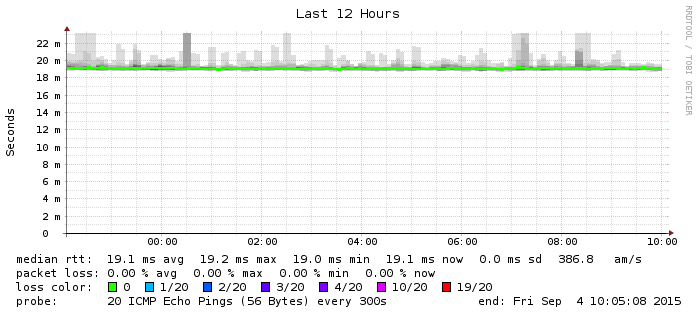 Last 12 Hours
RRDTOOL / TOBI OETIKER
Seconds
22 m
20 m
18 m
16 m
14 m
12 m
10 m
8 m
6 m
4 m
2 m
0
00:00 02:00 04:00 06:00 08:00 10:00
median rtt: 19.1 ms avg 19.2 ms max 19.0 ms min 19.1 ms now 0.0 ms sd 386.8 am/s
packet loss: 0.00 % avg 0.00 % max 0.00 % min 0.00 % now
loss color: 0 1/20 2/20 3/20 4/20 10/20 19/20
probe: 20 ICMP Echo Pings (56 Bytes) every 300s end: Fri Sep 4 10:05:08 2015